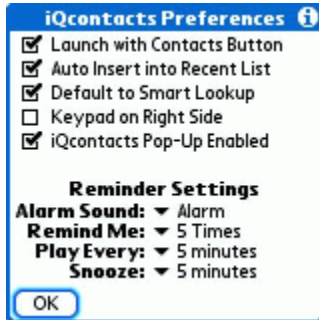 iQcontacts Preferences i
Launch with Contacts Button
Auto Insert into Recent List
Default to Smart Lookup
Keypad on Right Side
iQcontacts Pop-Up Enabled
Reminder Settings
Alarm Sound: Alarm
Remind Me: 5 Times
Play Every: 5 minutes
Snooze: 5 minutes
OK